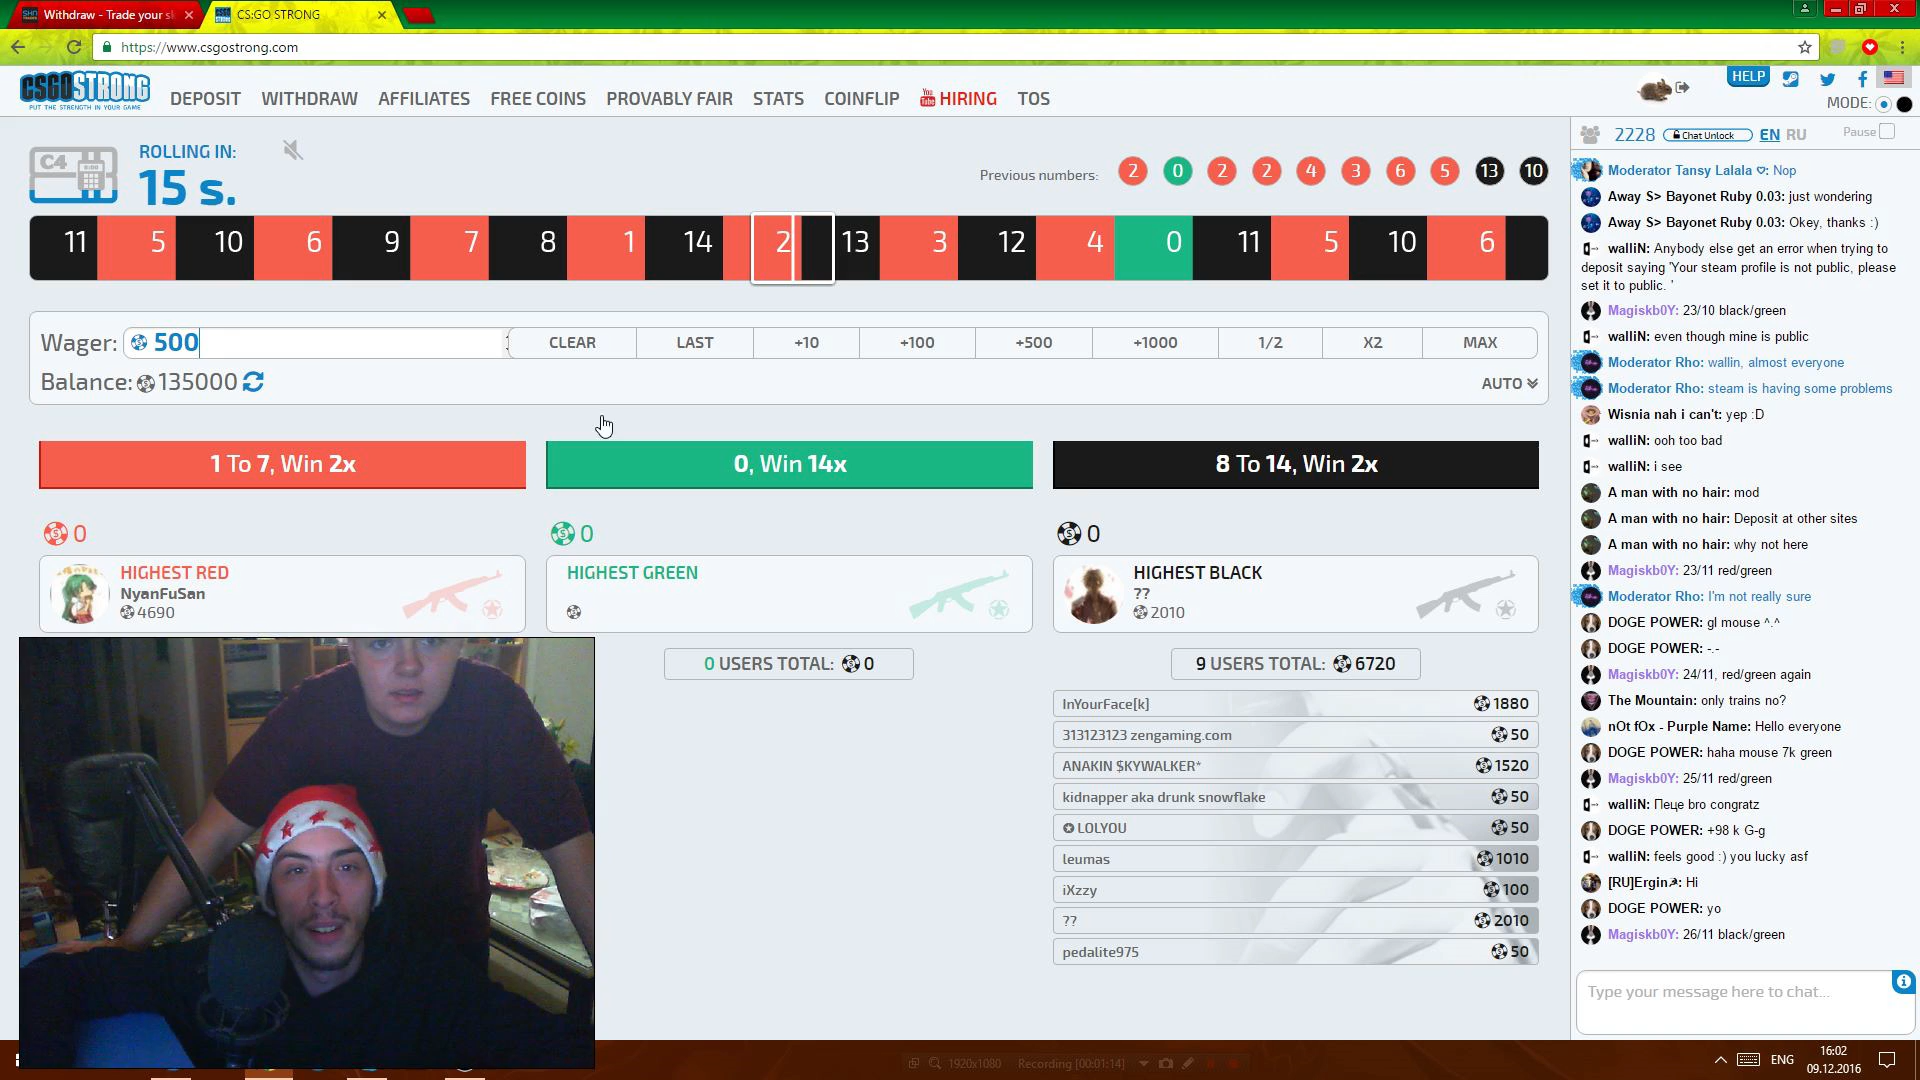 Withdraw - Trade your s
CS:GO STRONG
https://www.csgostrong.com
CSGOSTRONG
PUT THE STRENGTH IN YOUR GAME
DEPOSIT
WITHDRAW
AFFILIATES
FREE COINS
PROVABLY FAIR
STATS
COINFLIP
You Tube HIRING
TOS
HELP
MODE:
C4
ROLLING IN:
15 s.
Previous numbers:
2 0 2 2 4 3 6 5 13 10
11 5 10 6 9 7 8 1 14 2 13 3 12 4 0 11 5 10 6
Wager: 500
CLEAR
LAST
+10
+100
+500
+1000
1/2
X2
MAX
Balance: 135000
AUTO
1 To 7, Win 2x
0, Win 14x
8 To 14, Win 2x
0
0
0
HIGHEST RED
NyanFuSan
4690
HIGHEST GREEN
HIGHEST BLACK
??
2010
0 USERS TOTAL: 0
9 USERS TOTAL: 6720
InYourFace[k] 1880
313123123 zengaming.com 50
ANAKIN $KYWALKER* 1520
kidnapper aka drunk snowflake 50
✪ LOLYOU 50
leumas 1010
iXzzy 100
?? 2010
pedalite975 50
2228
Chat Unlock
EN RU
Pause
Moderator Tansy Lalala ♡: Nop
Away S> Bayonet Ruby 0.03: just wondering
Away S> Bayonet Ruby 0.03: Okey, thanks :)
walliN: Anybody else get an error when trying to
deposit saying 'Your steam profile is not public, please
set it to public. '
Magiskb0Y: 23/10 black/green
walliN: even though mine is public
Moderator Rho: wallin, almost everyone
Moderator Rho: steam is having some problems
Wisnia nah i can't: yep :D
walliN: ooh too bad
walliN: i see
A man with no hair: mod
A man with no hair: Deposit at other sites
A man with no hair: why not here
Magiskb0Y: 23/11 red/green
Moderator Rho: I'm not really sure
DOGE POWER: gl mouse ^.^
DOGE POWER: -.-
Magiskb0Y: 24/11, red/green again
The Mountain: only trains no?
nOt fOx - Purple Name: Hello everyone
DOGE POWER: haha mouse 7k green
Magiskb0Y: 25/11 red/green
walliN: Пеце bro congratz
DOGE POWER: +98 k G-g
walliN: feels good :) you lucky asf
[RU]Ergin☭: Hi
DOGE POWER: yo
Magiskb0Y: 26/11 black/green
Type your message here to chat...
1920x1080
Recording [00:01:14]
ENG
16:02
09.12.2016